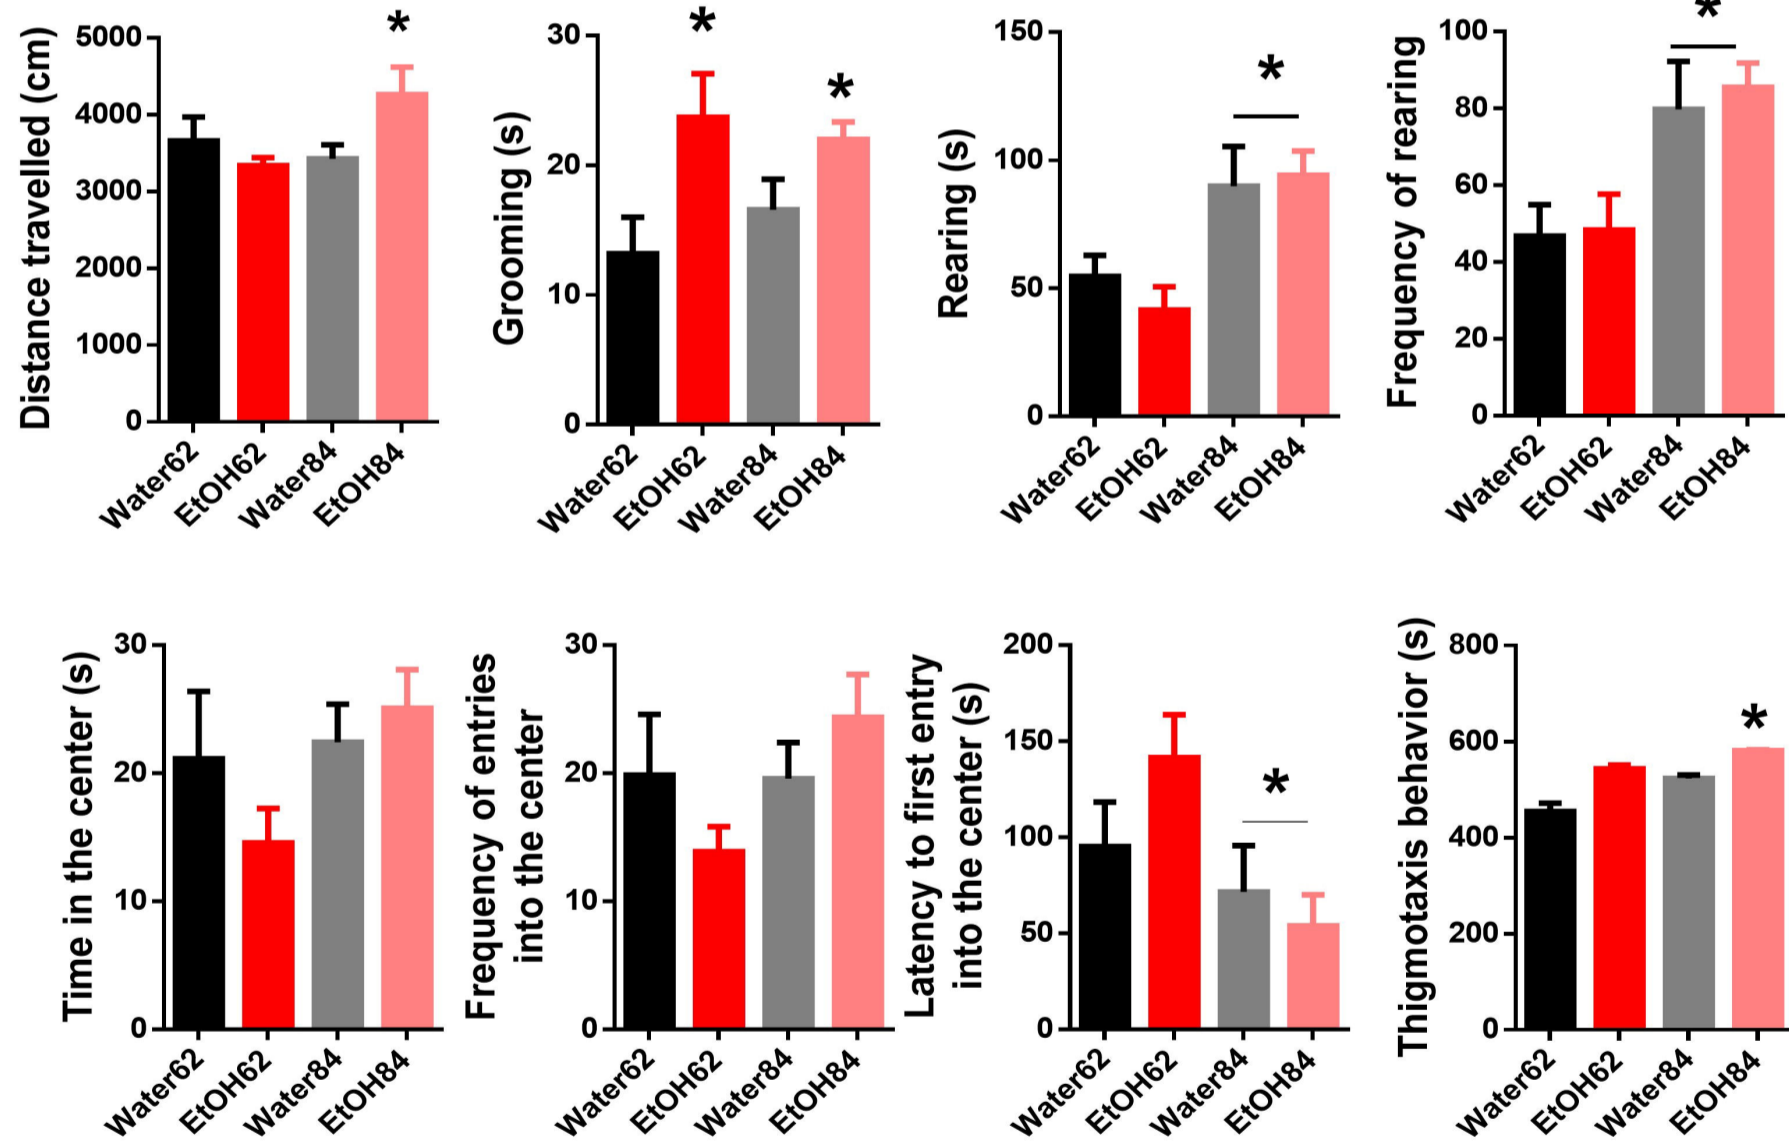 Distance travelled (cm)
5000
4000
3000
2000
1000
0
*
Water62
EtOH62
Water84
EtOH84
Grooming (s)
30
20
10
0
*
*
Water62
EtOH62
Water84
EtOH84
Rearing (s)
150
100
50
0
*
Water62
EtOH62
Water84
EtOH84
Frequency of rearing
100
80
60
40
20
0
*
Water62
EtOH62
Water84
EtOH84
Time in the center (s)
30
20
10
0
Water62
EtOH62
Water84
EtOH84
Frequency of entries
into the center
30
20
10
0
Water62
EtOH62
Water84
EtOH84
Latency to first entry
into the center (s)
200
150
100
50
0
*
Water62
EtOH62
Water84
EtOH84
Thigmotaxis behavior (s)
800
600
400
200
0
*
Water62
EtOH62
Water84
EtOH84